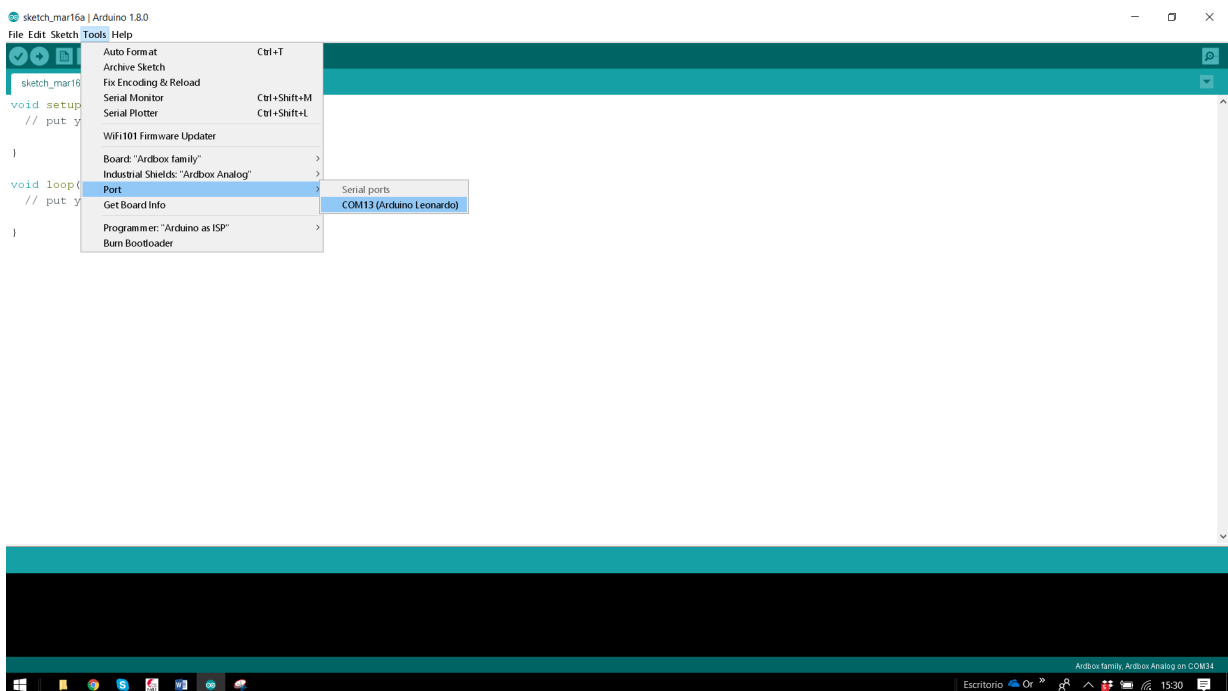 sketch_mar16a | Arduino 1.8.0
File Edit Sketch Tools Help
sketch_mar16
Auto Format Ctrl+T
Archive Sketch
Fix Encoding & Reload
Serial Monitor Ctrl+Shift+M
Serial Plotter Ctrl+Shift+L
WiFi101 Firmware Updater
Board: "Ardbox family"
Industrial Shields: "Ardbox Analog"
Port
Get Board Info
Programmer: "Arduino as ISP"
Burn Bootloader
Serial ports
COM13 (Arduino Leonardo)
void setup
// put y
}
void loop(
// put y
}
Ardbox family, Ardbox Analog on COM34
Escritorio Or » 15:30